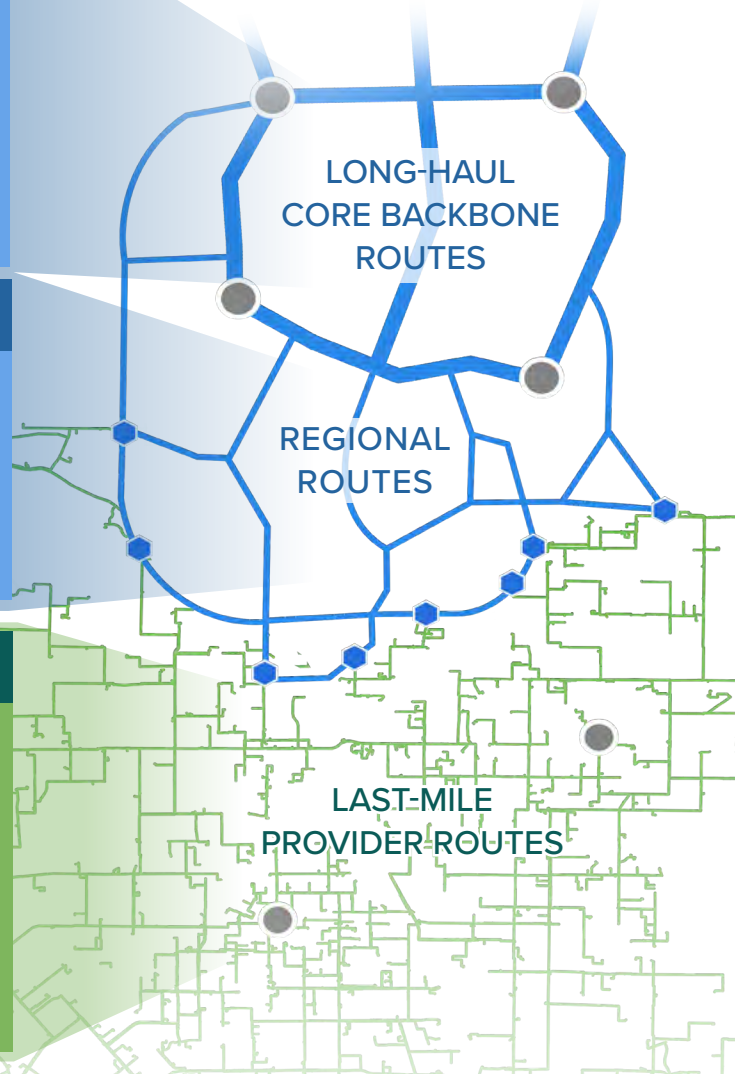 LONG-HAUL
CORE BACKBONE
ROUTES
REGIONAL
ROUTES
LAST-MILE
PROVIDER ROUTES